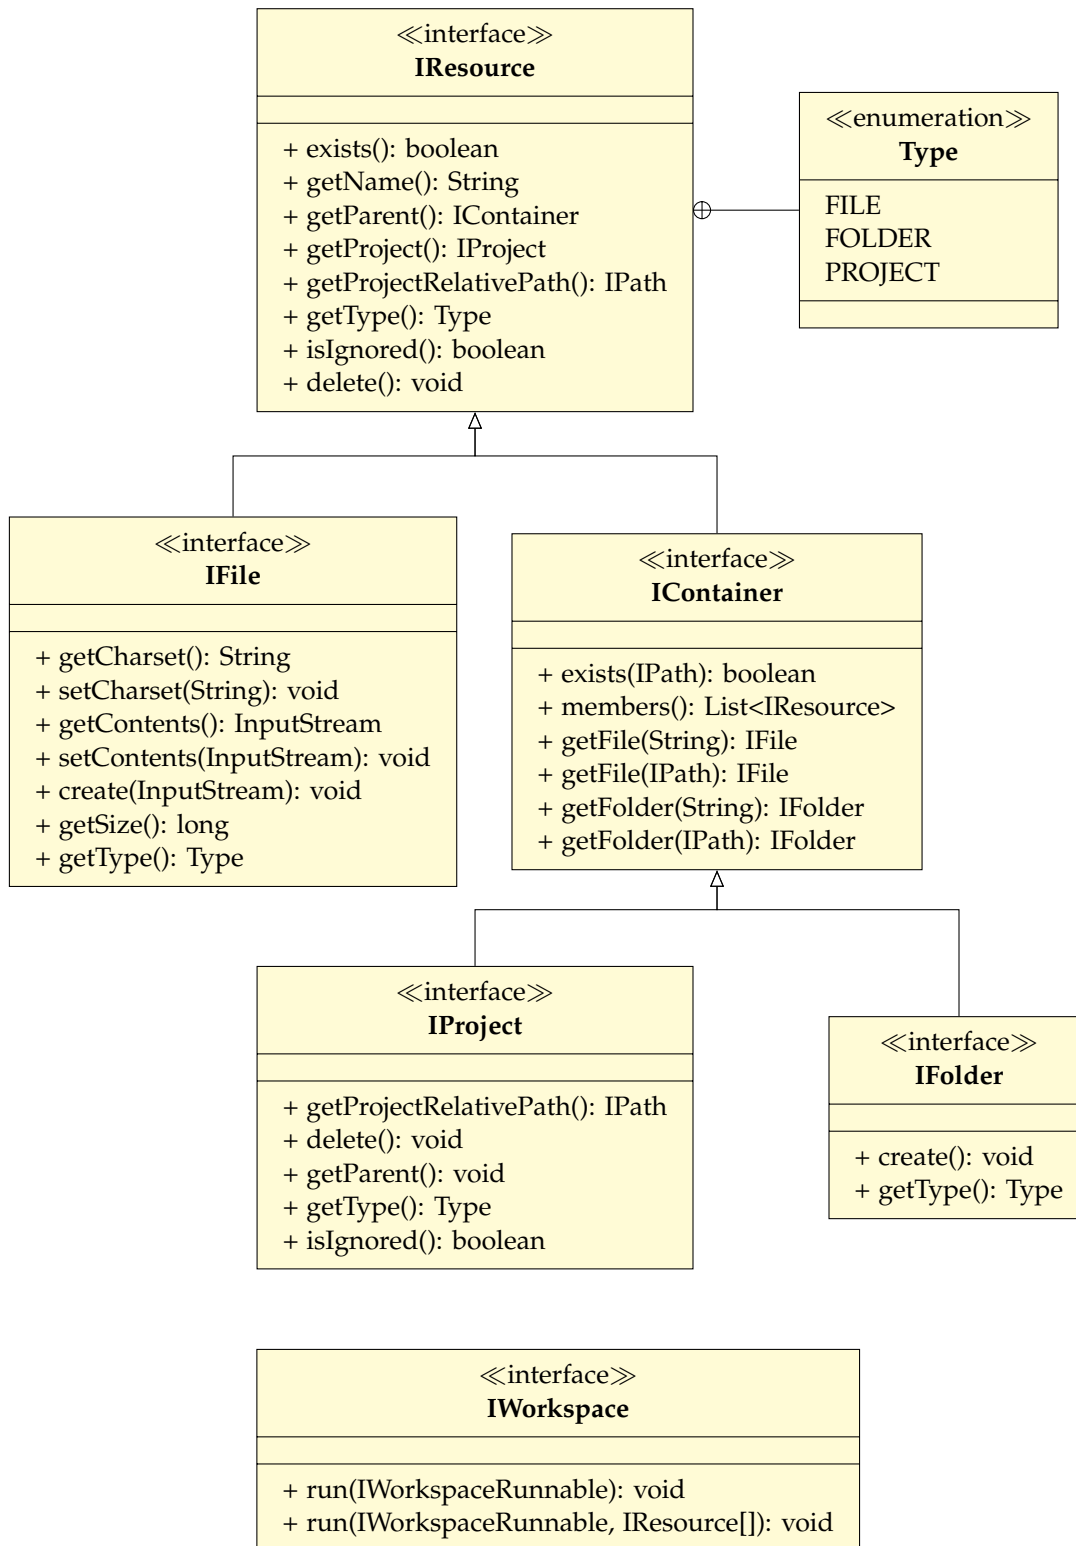 ≪interface≫
IResource
+ exists(): boolean
+ getName(): String
+ getParent(): IContainer
+ getProject(): IProject
+ getProjectRelativePath(): IPath
+ getType(): Type
+ isIgnored(): boolean
+ delete(): void
≪enumeration≫
Type
FILE
FOLDER
PROJECT
≪interface≫
IFile
+ getCharset(): String
+ setCharset(String): void
+ getContents(): InputStream
+ setContents(InputStream): void
+ create(InputStream): void
+ getSize(): long
+ getType(): Type
≪interface≫
IContainer
+ exists(IPath): boolean
+ members(): List<IResource>
+ getFile(String): IFile
+ getFile(IPath): IFile
+ getFolder(String): IFolder
+ getFolder(IPath): IFolder
≪interface≫
IProject
+ getProjectRelativePath(): IPath
+ delete(): void
+ getParent(): void
+ getType(): Type
+ isIgnored(): boolean
≪interface≫
IFolder
+ create(): void
+ getType(): Type
≪interface≫
IWorkspace
+ run(IWorkspaceRunnable): void
+ run(IWorkspaceRunnable, IResource[]): void